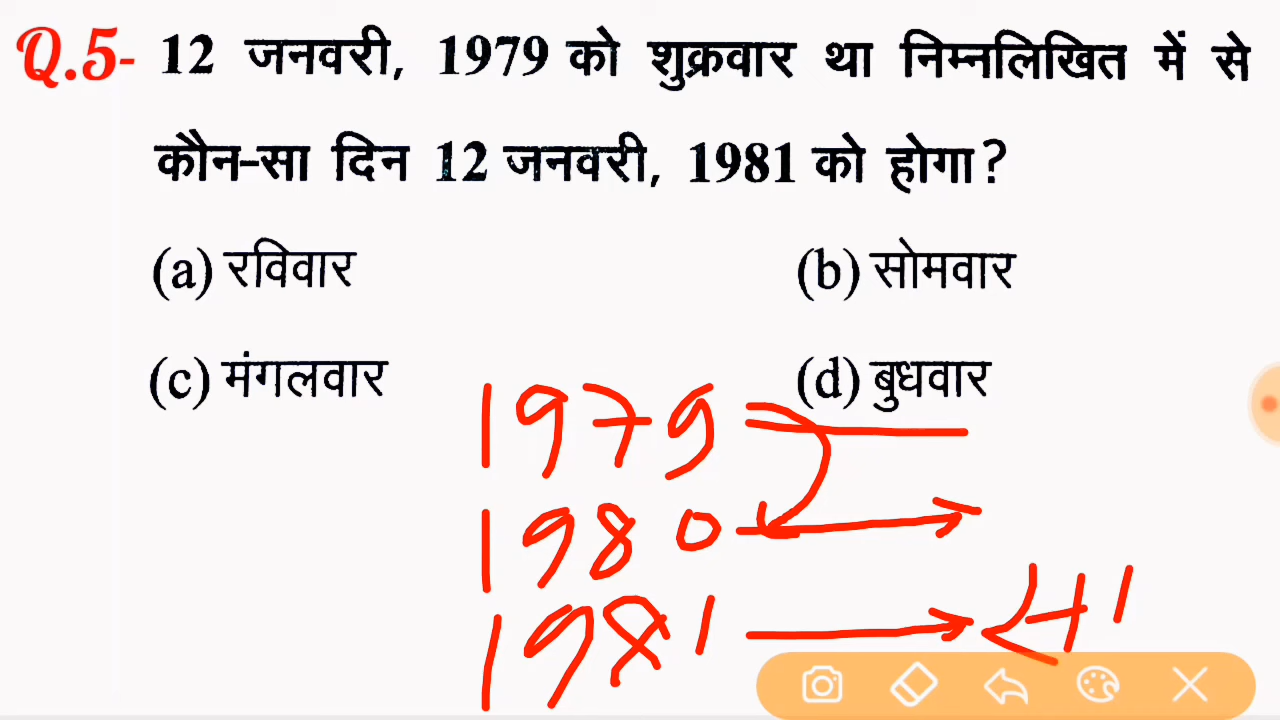 Q.5- 12 जनवरी, 1979 को शुक्रवार था निम्नलिखित में से
कौन-सा दिन 12 जनवरी, 1981 को होगा?
(a) रविवार (b) सोमवार
(c) मंगलवार (d) बुधवार
1979
1980
1981